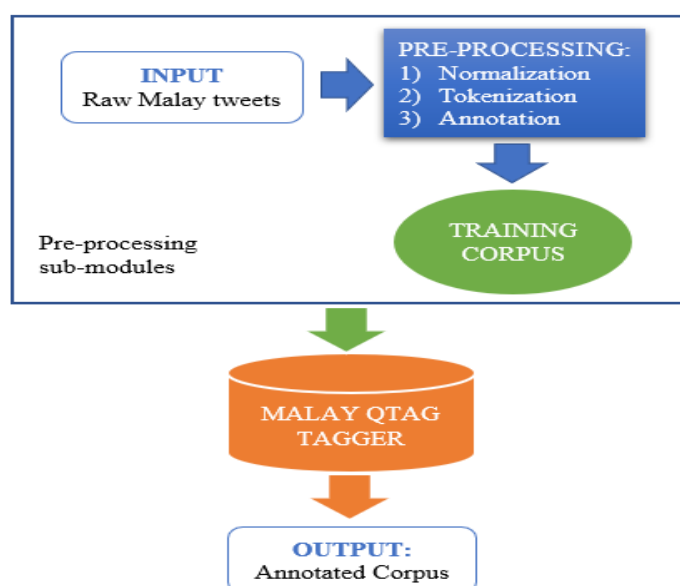 INPUT
Raw Malay tweets
PRE-PROCESSING:
1) Normalization
2) Tokenization
3) Annotation
TRAINING
CORPUS
Pre-processing
sub-modules
MALAY QTAG
TAGGER
OUTPUT:
Annotated Corpus